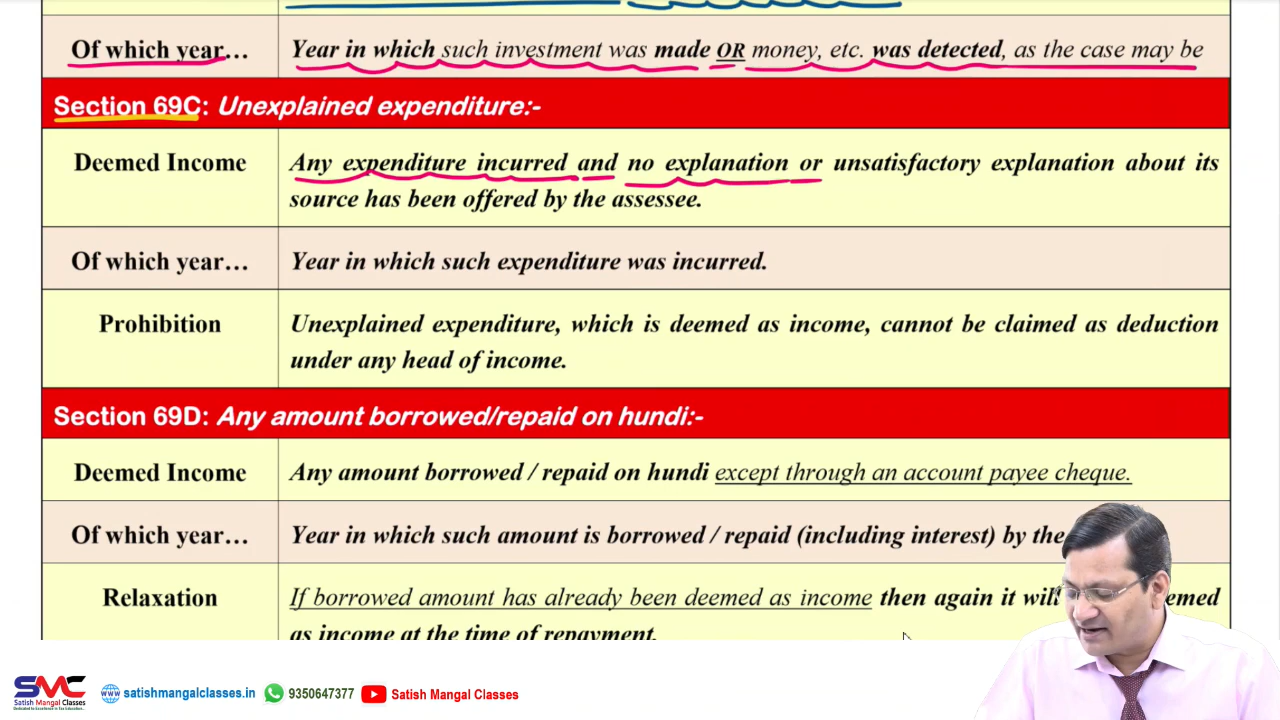 Of which year… Year in which such investment was made OR money, etc. was detected, as the case may be
Section 69C: Unexplained expenditure:-
Deemed Income Any expenditure incurred and no explanation or unsatisfactory explanation about its
source has been offered by the assessee.
Of which year… Year in which such expenditure was incurred.
Prohibition Unexplained expenditure, which is deemed as income, cannot be claimed as deduction
under any head of income.
Section 69D: Any amount borrowed/repaid on hundi:-
Deemed Income Any amount borrowed / repaid on hundi except through an account payee cheque.
Of which year… Year in which such amount is borrowed / repaid (including interest) by the
Relaxation If borrowed amount has already been deemed as income then again it will
as income at the time of repayment.
SMC
Satish Mangal Classes
satishmangalclasses.in 9350647377 Satish Mangal Classes